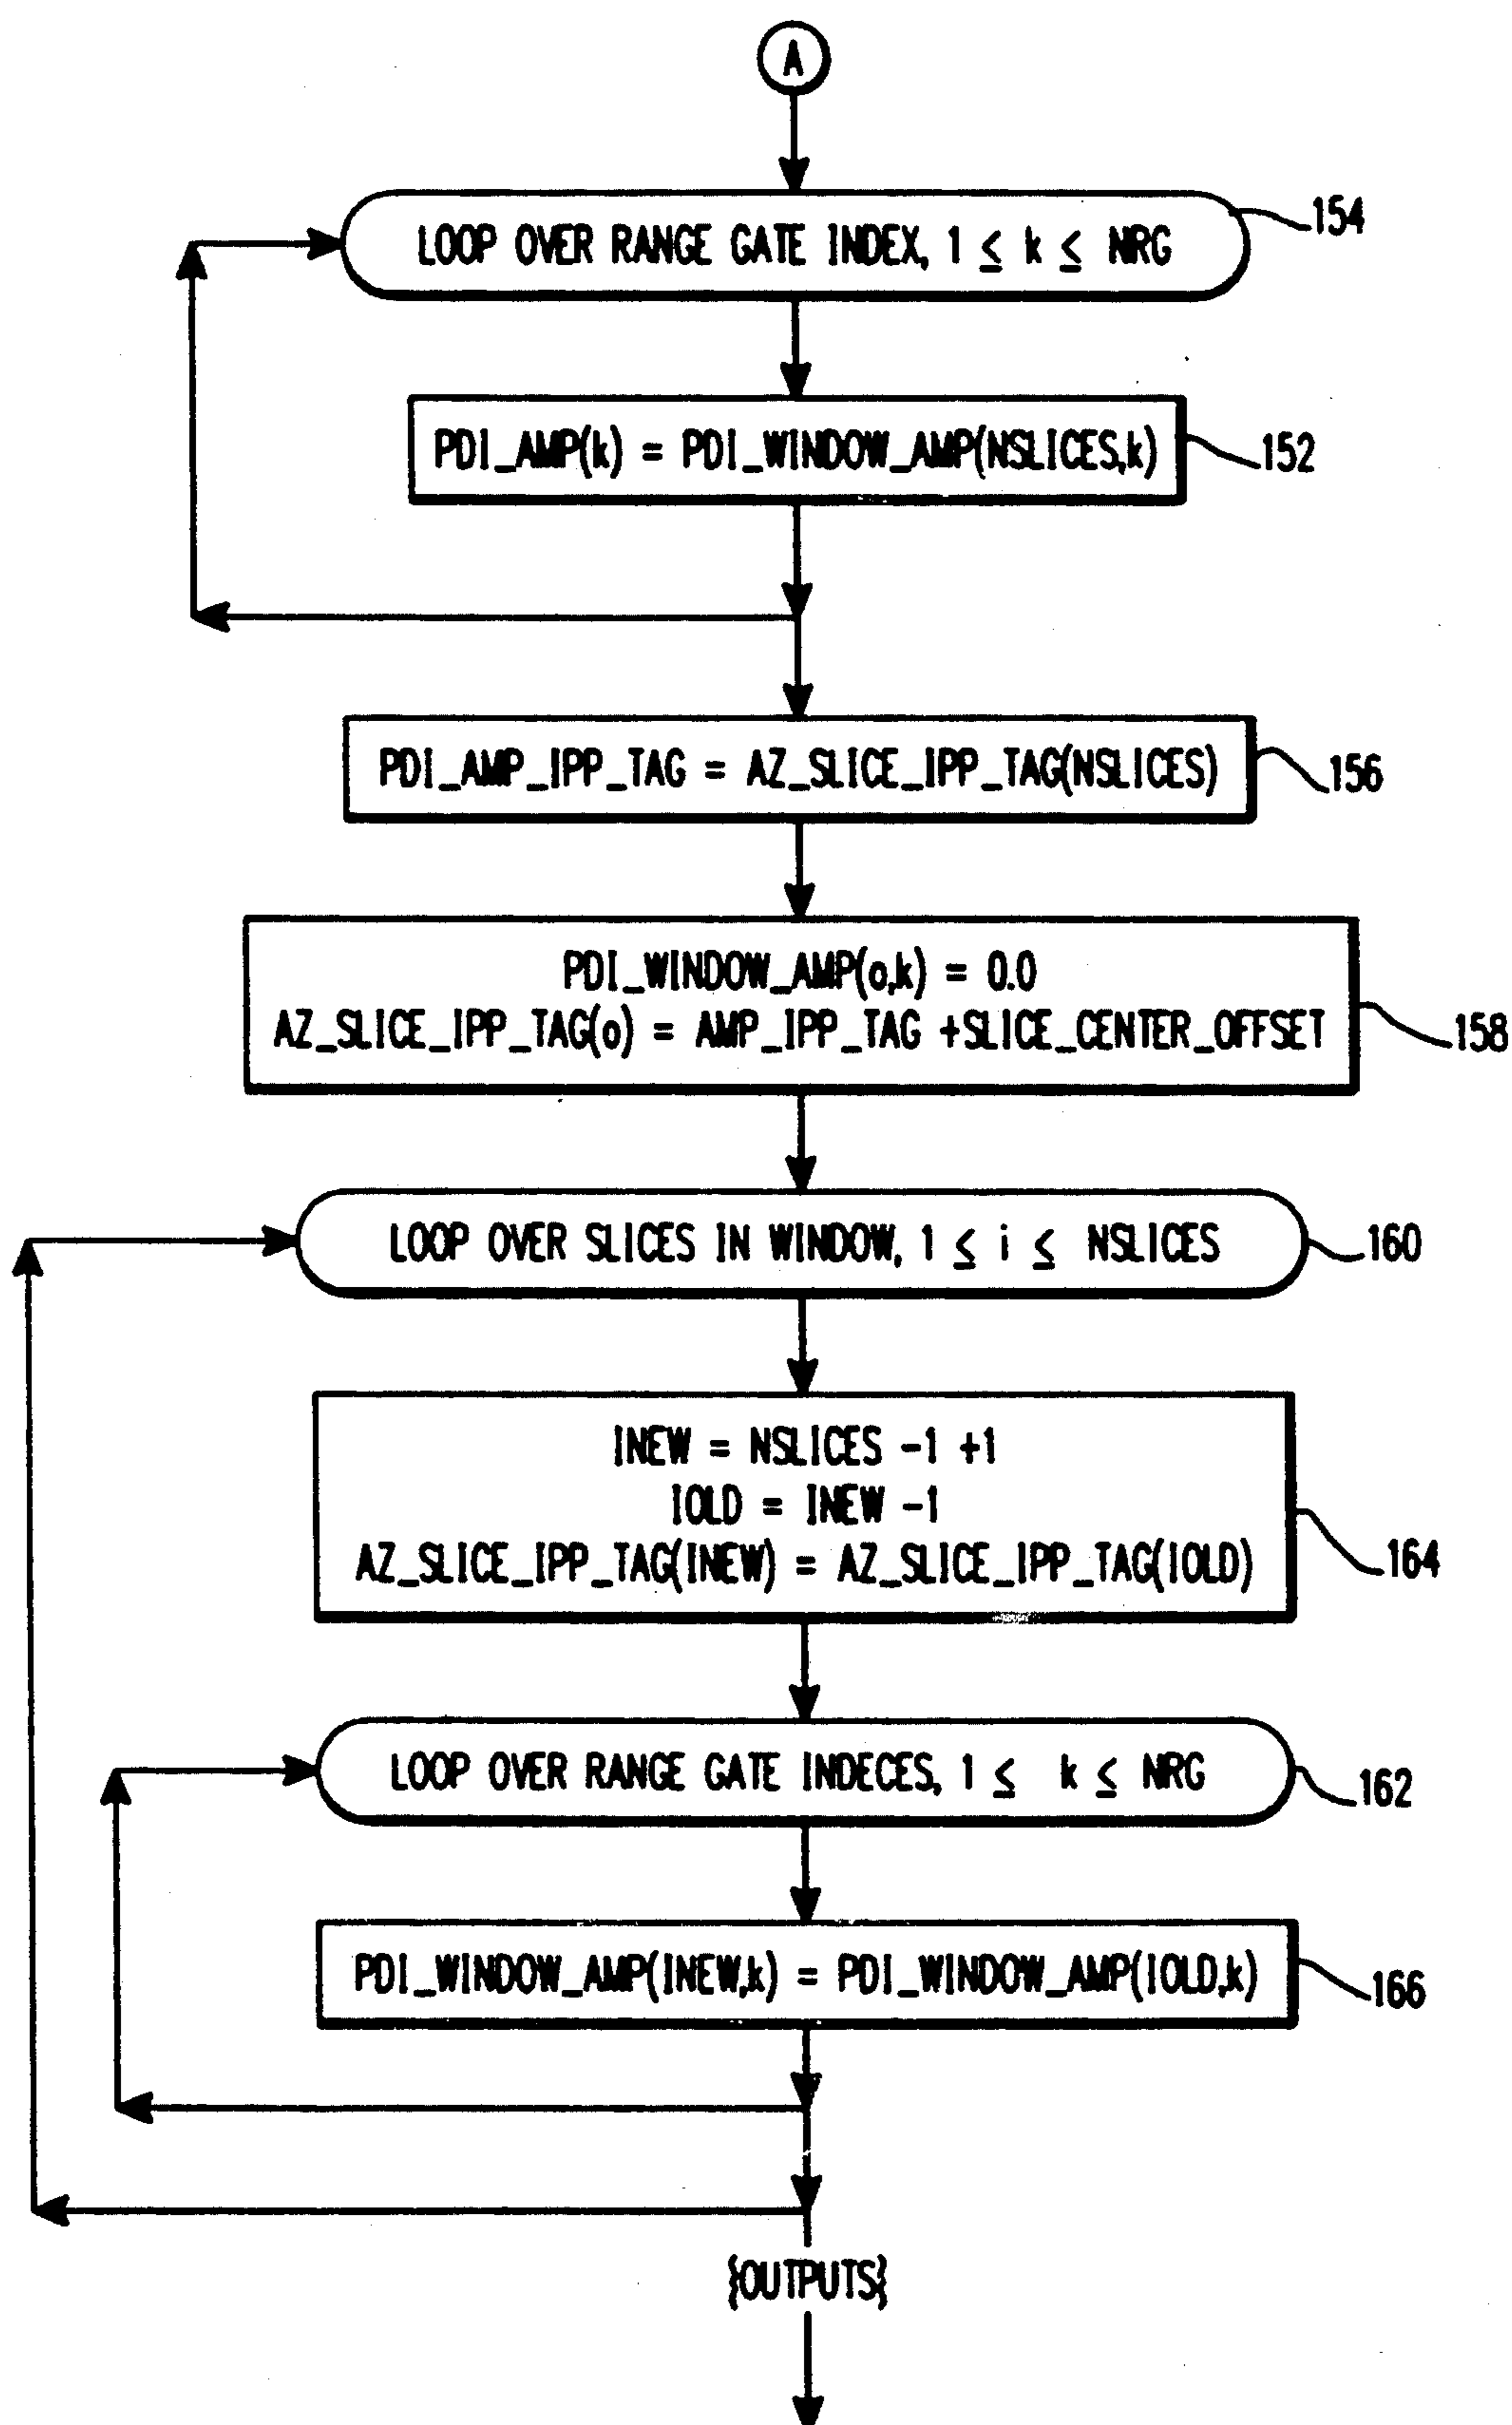 A
LOOP OVER RANGE GATE INDEX, 1 ≤ k ≤ NRG
154
PDI_AMP(k) = PDI_WINDOW_AMP(NSLICES,k)
152
PDI_AMP_IPP_TAG = AZ_SLICE_IPP_TAG(NSLICES)
156
PDI_WINDOW_AMP(o,k) = 0.0
AZ_SLICE_IPP_TAG(o) = AMP_IPP_TAG +SLICE_CENTER_OFFSET
158
LOOP OVER SLICES IN WINDOW, 1 ≤ i ≤ NSLICES
160
INEW = NSLICES -1 +1
IOLD = INEW -1
AZ_SLICE_IPP_TAG(INEW) = AZ_SLICE_IPP_TAG(IOLD)
164
LOOP OVER RANGE GATE INDECES, 1 ≤ k ≤ NRG
162
PDI_WINDOW_AMP(INEW,k) = PDI_WINDOW_AMP(IOLD,k)
166
}OUTPUTS{